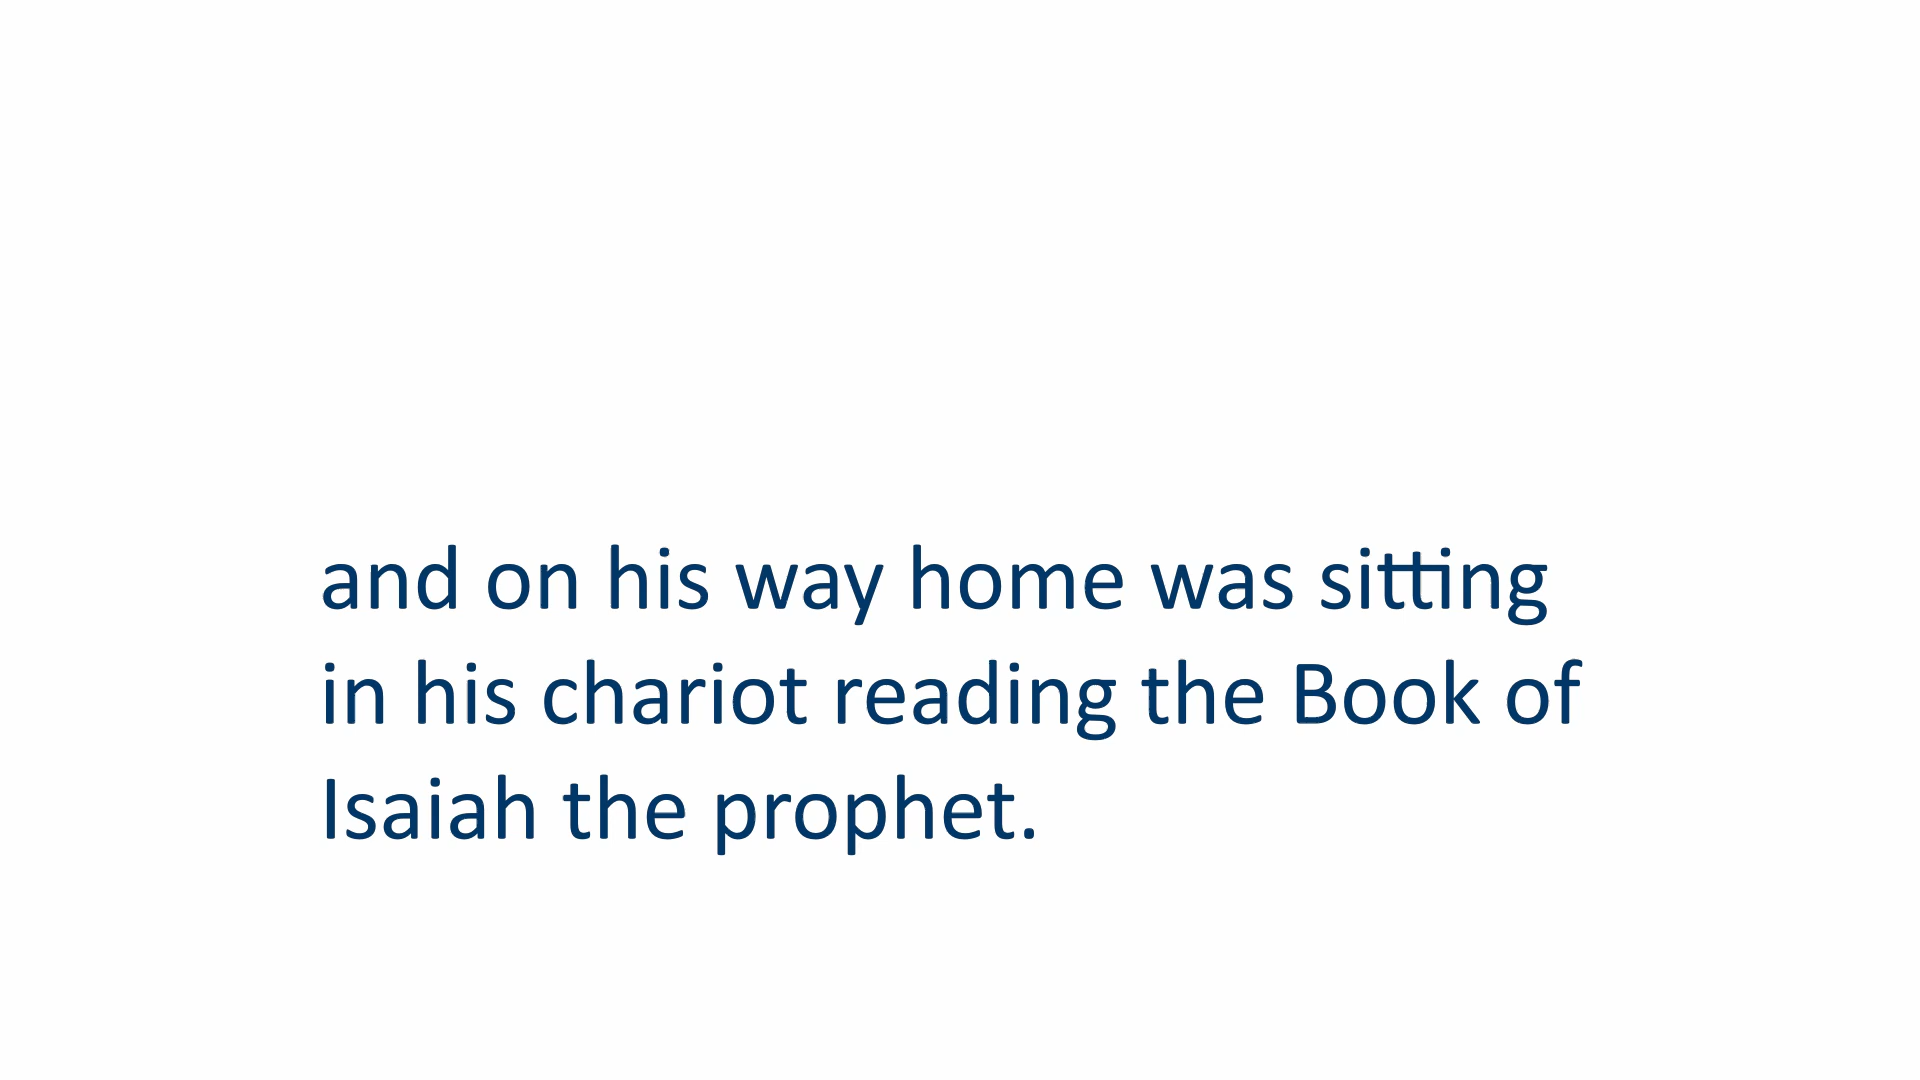 and on his way home was sitting
in his chariot reading the Book of
Isaiah the prophet.